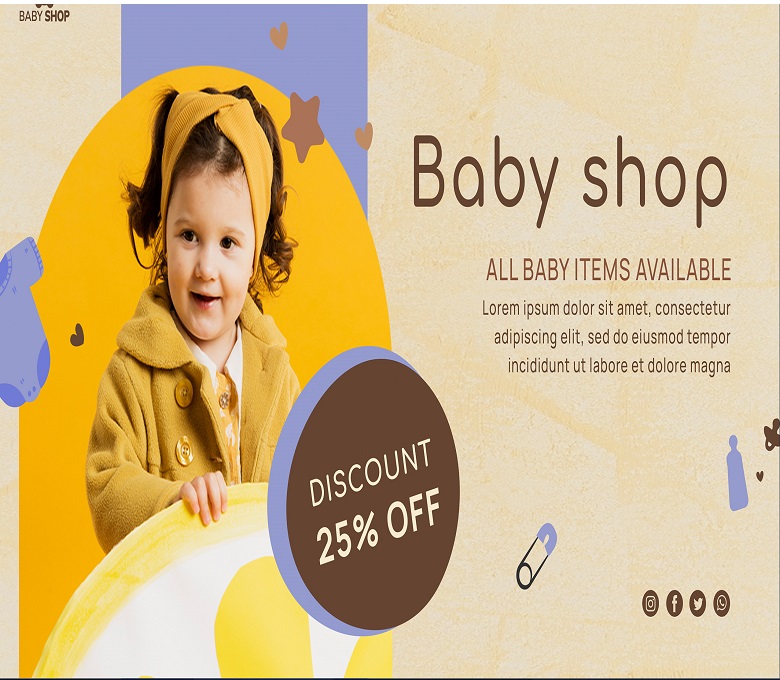 BABY SHOP
Baby shop
ALL BABY ITEMS AVAILABLE
Lorem ipsum dolor sit amet, consectetur
adipiscing elit, sed do eiusmod tempor
incididunt ut labore et dolore magna
DISCOUNT
25% OFF